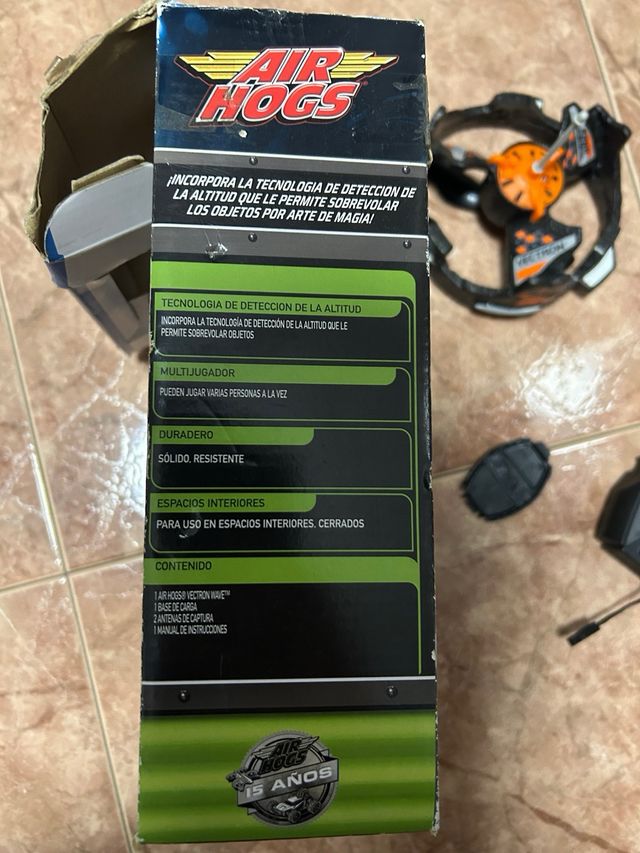 AIR
HOGS
¡INCORPORA LA TECNOLOGIA DE DETECCION DE
LA ALTITUD QUE LE PERMITE SOBREVOLAR
LOS OBJETOS POR ARTE DE MAGIA!
TECNOLOGIA DE DETECCION DE LA ALTITUD
INCORPORA LA TECNOLOGÍA DE DETECCIÓN DE LA ALTITUD QUE LE
PERMITE SOBREVOLAR OBJETOS
MULTIJUGADOR
PUEDEN JUGAR VARIAS PERSONAS A LA VEZ
DURADERO
SÓLIDO, RESISTENTE
ESPACIOS INTERIORES
PARA USO EN ESPACIOS INTERIORES, CERRADOS
CONTENIDO
1 AIR HOGS® VECTRON WAVE™
1 BASE DE CARGA
2 ANTENAS DE CAPTURA
1 MANUAL DE INSTRUCCIONES
AIR
HOGS
15 AÑOS
VECTRON